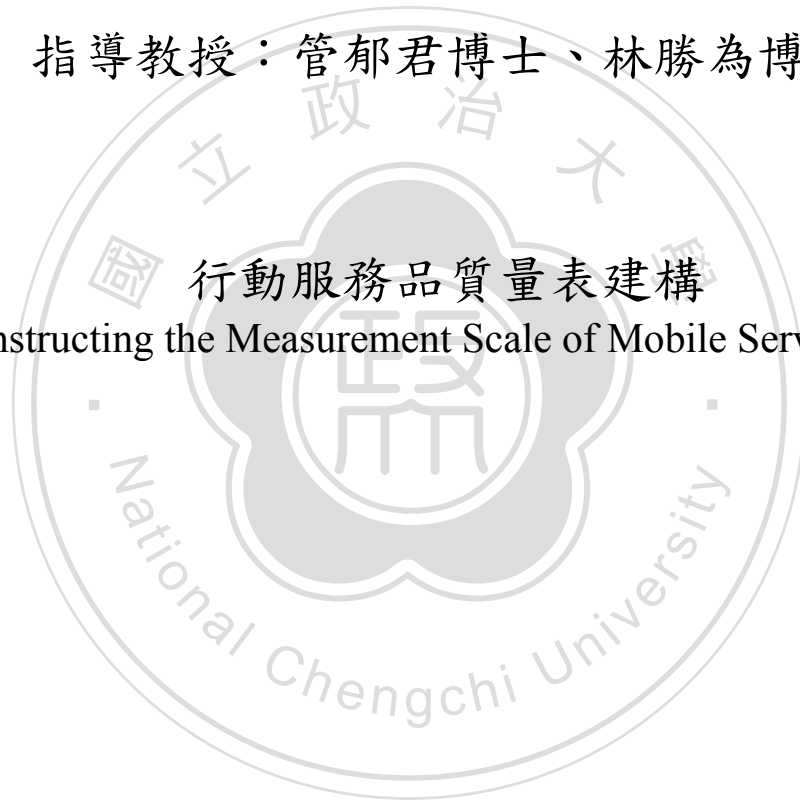 指導教授：管郁君博士、林勝為博
國立政治大學
行動服務品質量表建構
nstructing the Measurement Scale of Mobile Serv
政
National Chengchi University